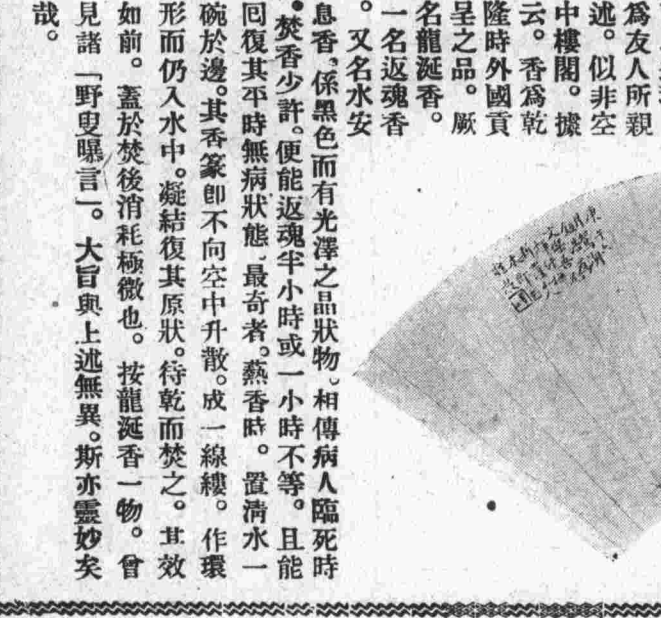 爲友人所親
述。似非空
中樓閣。據
云。香爲乾
隆時外國貢
呈之品。厥
名龍涎香。
一名返魂香
。又名水安
息香、係黑色而有光澤之晶狀物、相傳病人臨死時
焚香少許。便能返魂半小時或一小時不等。且能
回復其平時無病狀態、最奇者。爇香時。置淸水一
碗於邊。其香篆卽不向空中升散。成一線縷。作環
形而仍入水中。凝結復其原狀。待乾而焚之。其效
如前。蓋於焚後消耗極微也。按龍涎香一物。曾
見諸「野叟曝言」。大旨與上述無異。斯亦靈妙矣
哉。